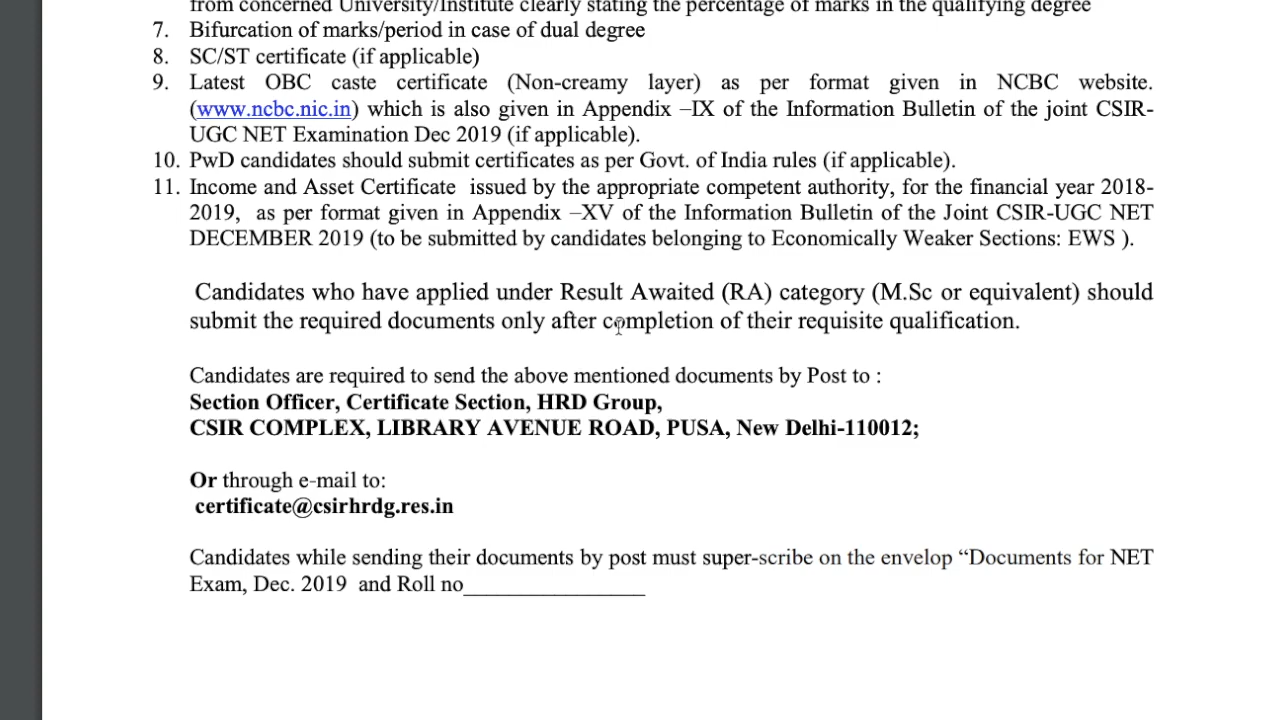 from concerned University/Institute clearly stating the percentage of marks in the qualifying degree
7. Bifurcation of marks/period in case of dual degree
8. SC/ST certificate (if applicable)
9. Latest OBC caste certificate (Non-creamy layer) as per format given in NCBC website.
(www.ncbc.nic.in) which is also given in Appendix –IX of the Information Bulletin of the joint CSIR-
UGC NET Examination Dec 2019 (if applicable).
10. PwD candidates should submit certificates as per Govt. of India rules (if applicable).
11. Income and Asset Certificate issued by the appropriate competent authority, for the financial year 2018-
2019, as per format given in Appendix –XV of the Information Bulletin of the Joint CSIR-UGC NET
DECEMBER 2019 (to be submitted by candidates belonging to Economically Weaker Sections: EWS ).
Candidates who have applied under Result Awaited (RA) category (M.Sc or equivalent) should
submit the required documents only after completion of their requisite qualification.
Candidates are required to send the above mentioned documents by Post to :
Section Officer, Certificate Section, HRD Group,
CSIR COMPLEX, LIBRARY AVENUE ROAD, PUSA, New Delhi-110012;
Or through e-mail to:
certificate@csirhrdg.res.in
Candidates while sending their documents by post must super-scribe on the envelop “Documents for NET
Exam, Dec. 2019 and Roll no________________